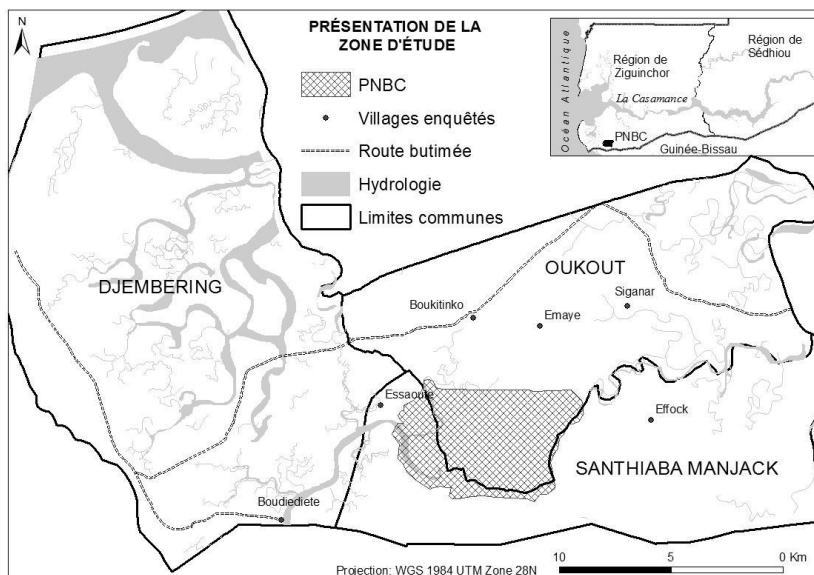 N
PRÉSENTATION DE LA
ZONE D'ÉTUDE
PNBC
Villages enquêtés
Route butimée
Hydrologie
Limites communes
Océan Atlantique
Région de
Ziguinchor
Région de
Sédhiou
La Casamance
PNBC
Guinée-Bissau
DJEMBERING
OUKOUT
Siganar
Boukitinko
Emaye
Essaoute
Effock
SANTHIABA MANJACK
Boudiediete
10 5 0 Km
Projection: WGS 1984 UTM Zone 28N